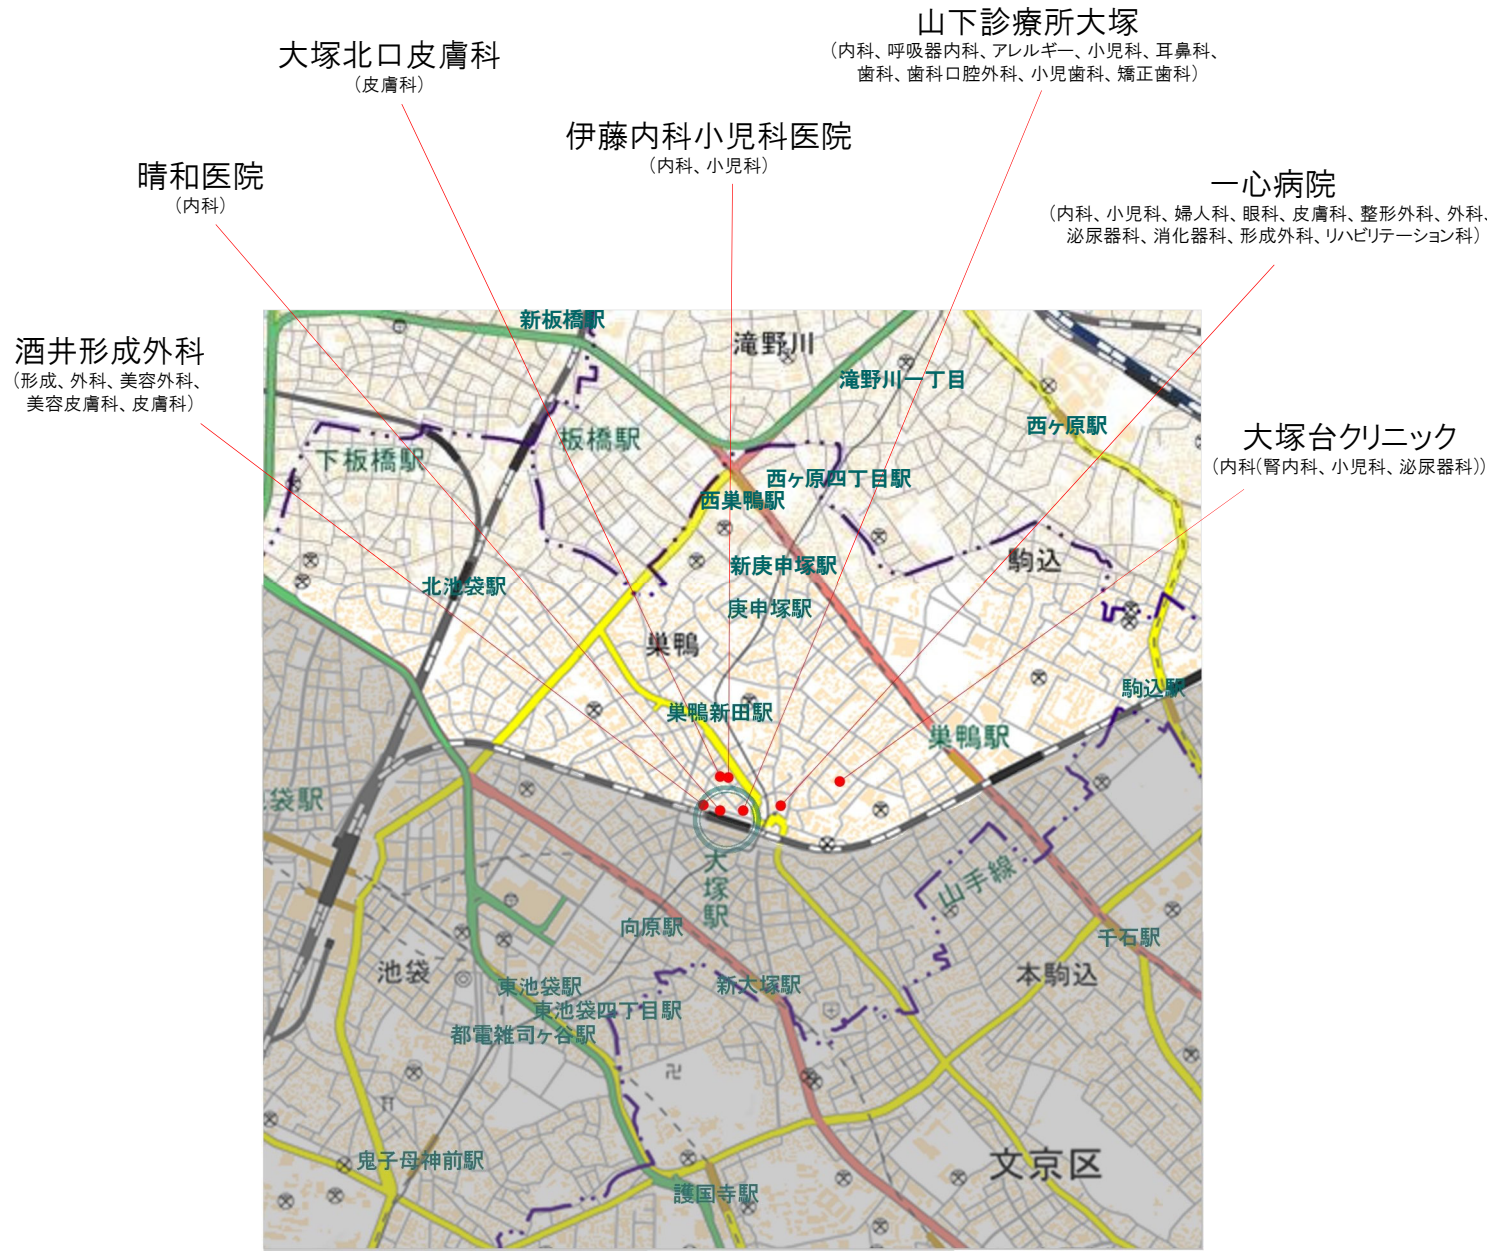 山下診療所大塚
（内科、呼吸器内科、アレルギー、小児科、耳鼻科、
歯科、歯科口腔外科、小児歯科、矯正歯科）
大塚北口皮膚科
（皮膚科）
伊藤内科小児科医院
（内科、小児科）
晴和医院
（内科）
一心病院
（内科、小児科、婦人科、眼科、皮膚科、整形外科、外科、
泌尿器科、消化器科、形成外科、リハビリテーション科）
酒井形成外科
（形成、外科、美容外科、
美容皮膚科、皮膚科）
大塚台クリニック
（内科（腎内科、小児科、泌尿器科））
新板橋駅
滝野川
滝野川一丁目
西ヶ原駅
板橋駅
下板橋駅
西ヶ原四丁目駅
西巣鴨駅
新庚申塚駅
駒込
北池袋駅
庚申塚駅
巣鴨
駒込駅
巣鴨新田駅
巣鴨駅
袋駅
大塚駅
山手線
向原駅
千石駅
池袋
本駒込
東池袋駅
新大塚駅
東池袋四丁目駅
都電雑司ヶ谷駅
卍
鬼子母神前駅
文京区
護国寺駅